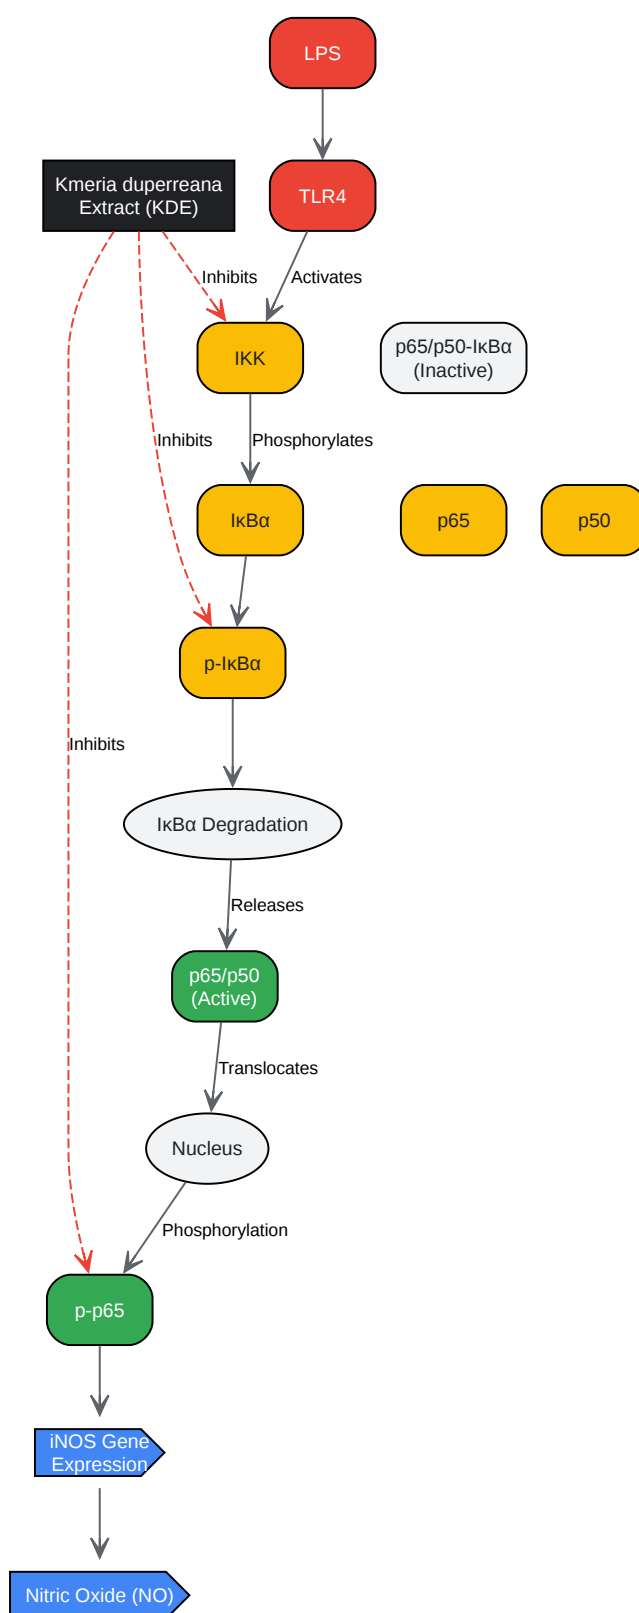 LPS
Kmeria duperreana
Extract (KDE)
TLR4
Inhibits
Activates
IKK
p65/p50-IκBα
(Inactive)
Inhibits
Phosphorylates
IκBα
p65
p50
p-IκBα
Inhibits
IκBα Degradation
Releases
p65/p50
(Active)
Translocates
Nucleus
Phosphorylation
p-p65
iNOS Gene
Expression
Nitric Oxide (NO)